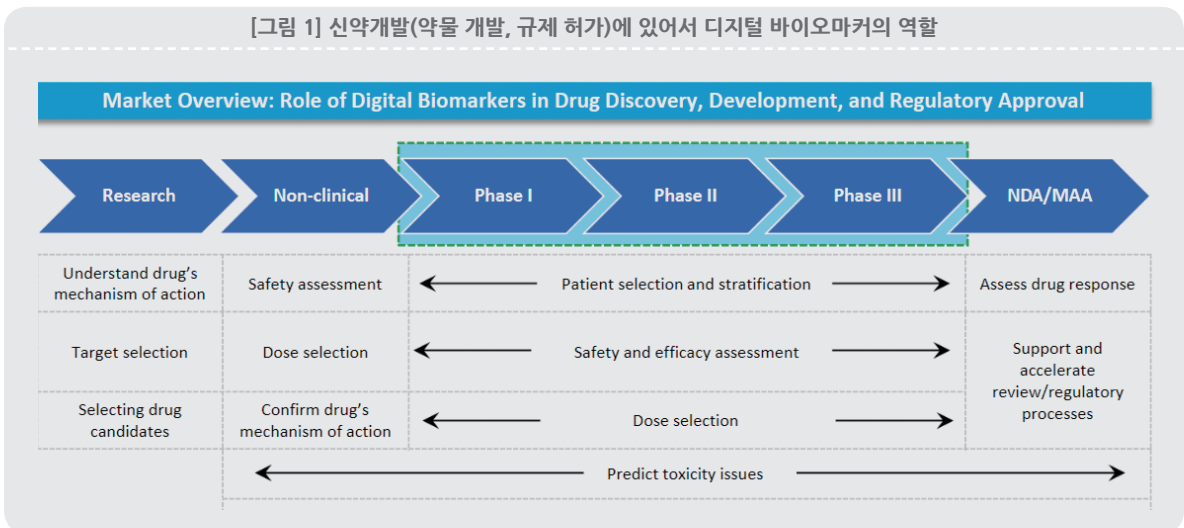 [그림 1] 신약개발(약물 개발, 규제 허가)에 있어서 디지털 바이오마커의 역할
Market Overview: Role of Digital Biomarkers in Drug Discovery, Development, and Regulatory Approval
Research
Non-clinical
Phase I
Phase II
Phase III
NDA/MAA
Understand drug's
mechanism of action
Safety assessment
Patient selection and stratification
Assess drug response
Target selection
Dose selection
Safety and efficacy assessment
Support and
accelerate
review/regulatory
processes
Selecting drug
candidates
Confirm drug's
mechanism of action
Dose selection
Predict toxicity issues